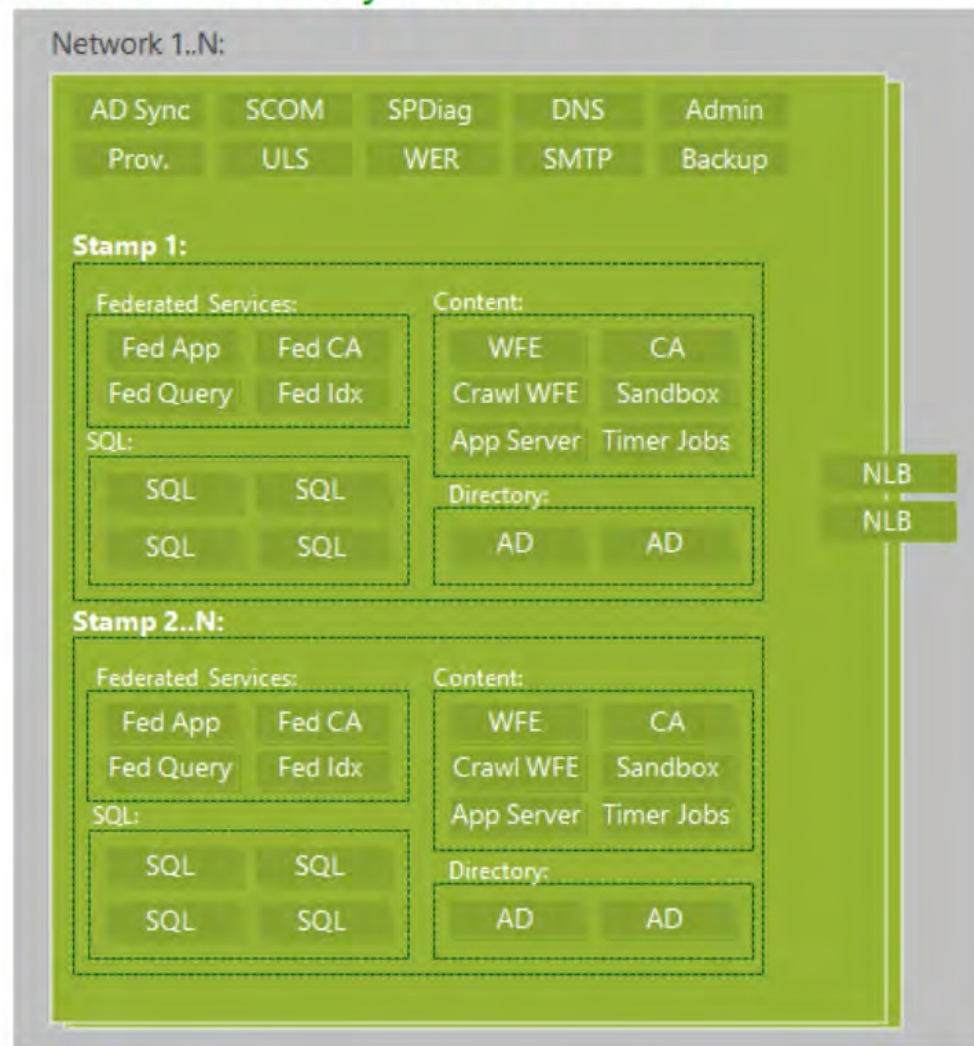 Network 1..N:
AD Sync SCOM SPDiag DNS Admin
Prov. ULS WER SMTP Backup
Stamp 1:
Federated Services:
Fed App Fed CA
Fed Query Fed Idx
SQL:
SQL SQL
SQL SQL
Content:
WFE CA
Crawl WFE Sandbox
App Server Timer Jobs
Directory:
AD AD
NLB
NLB
Stamp 2..N:
Federated Services:
Fed App Fed CA
Fed Query Fed Idx
SQL:
SQL SQL
SQL SQL
Content:
WFE CA
Crawl WFE Sandbox
App Server Timer Jobs
Directory:
AD AD